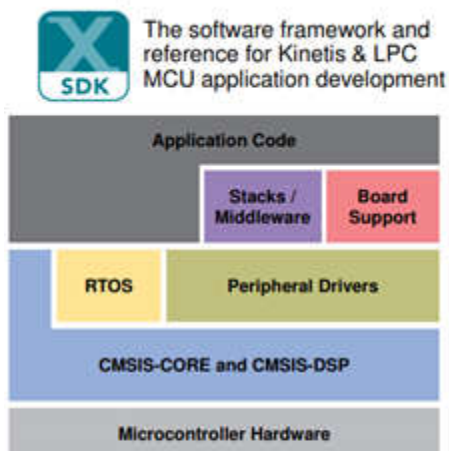 X
SDK
The software framework and
reference for Kinetis & LPC
MCU application development
Application Code
Stacks /
Middleware
Board
Support
RTOS
Peripheral Drivers
CMSIS-CORE and CMSIS-DSP
Microcontroller Hardware